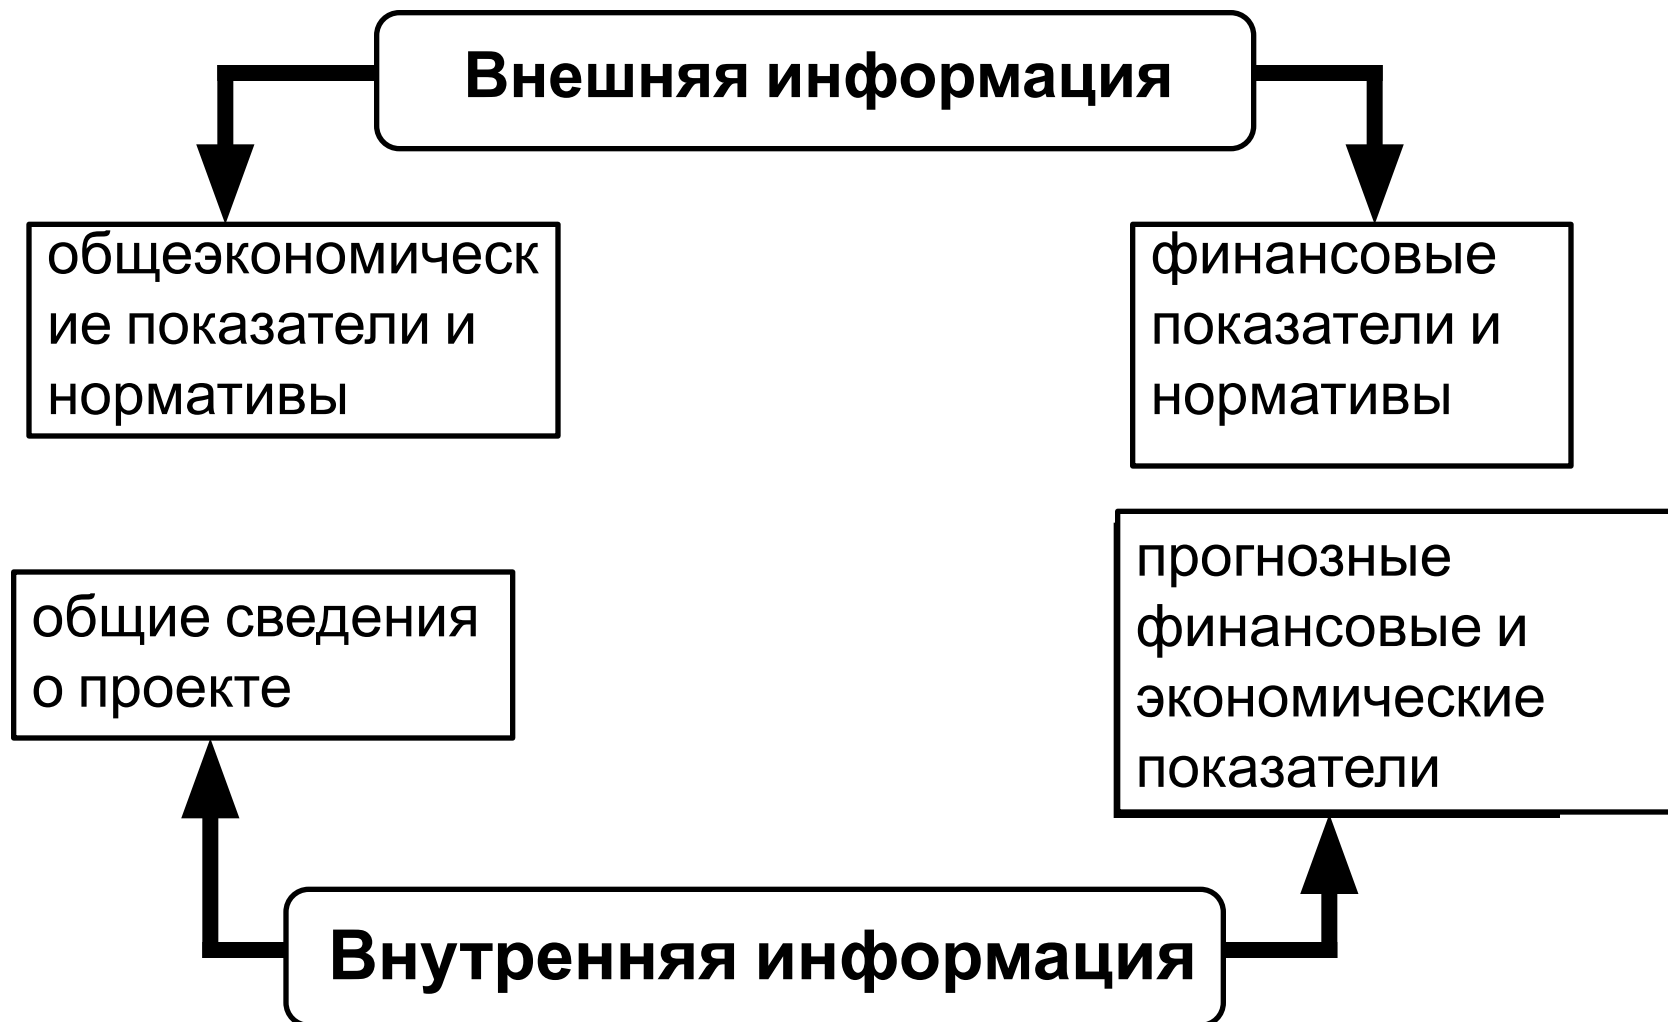 Внешняя информация
общеэкономическ
ие показатели и
нормативы
финансовые
показатели и
нормативы
общие сведения
о проекте
прогнозные
финансовые и
экономические
показатели
Внутренняя информация